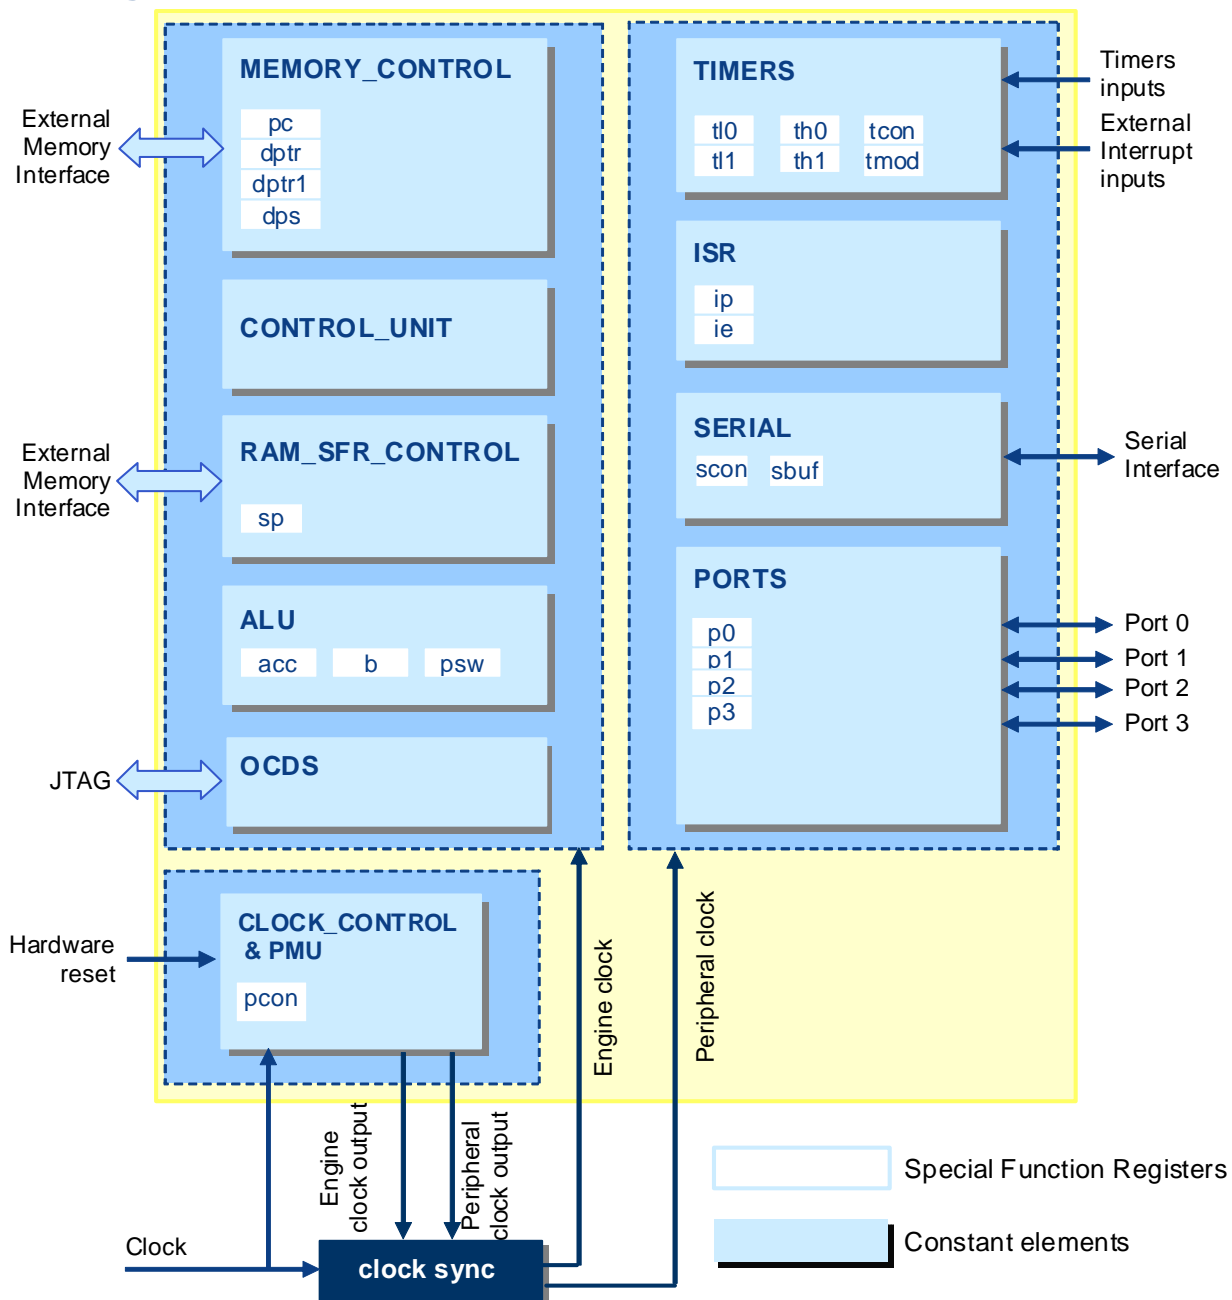 MEMORY_CONTROL
pc
dptr
dptr1
dps
External
Memory
Interface
CONTROL_UNIT
RAM_SFR_CONTROL
sp
External
Memory
Interface
ALU
acc b psw
OCDS
JTAG
TIMERS
tl0 th0 tcon
tl1 th1 tmod
Timers
inputs
External
Interrupt
inputs
ISR
ip
ie
SERIAL
scon sbuf
Serial
Interface
PORTS
p0
p1
p2
p3
Port 0
Port 1
Port 2
Port 3
CLOCK_CONTROL
& PMU
pcon
Hardware
reset
Engine clock
Peripheral clock
Engine
clock output
Peripheral
clock output
Clock
clock sync
Special Function Registers
Constant elements